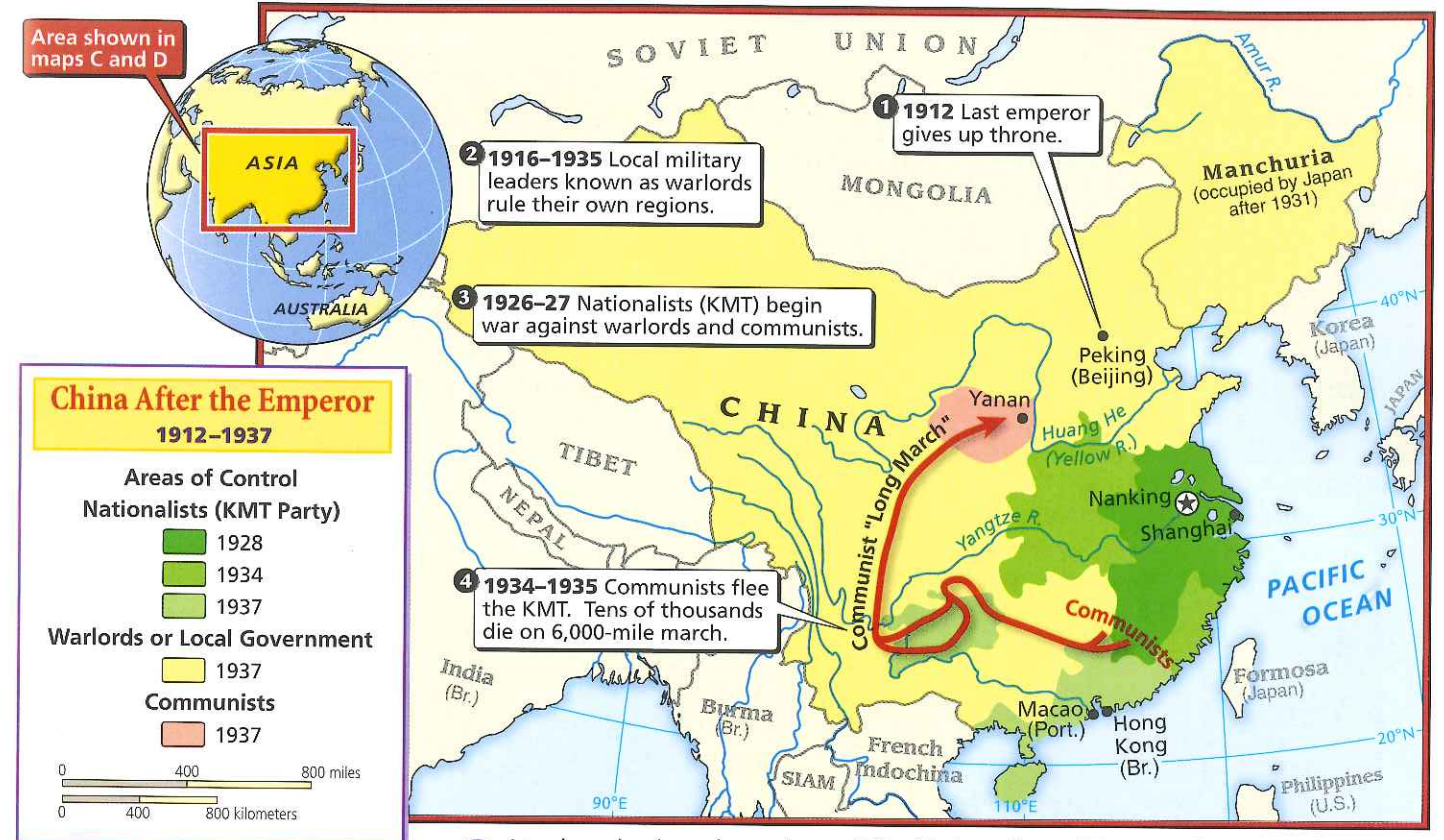 Area shown in
maps C and D
ASIA
AUSTRALIA
China After the Emperor
1912–1937
Areas of Control
Nationalists (KMT Party)
1928
1934
1937
Warlords or Local Government
1937
Communists
1937
0 400 800 miles
0 400 800 kilometers
SOVIET UNION
Amur R.
1 1912 Last emperor
gives up throne.
2 1916–1935 Local military
leaders known as warlords
rule their own regions.
MONGOLIA
Manchuria
(occupied by Japan
after 1931)
3 1926–27 Nationalists (KMT) begin
war against warlords and communists.
40°N
Korea
(Japan)
Peking
(Beijing)
JAPAN
CHINA
Yanan
Huang He
(Yellow R.)
Communist "Long March"
TIBET
NEPAL
Nanking
Shanghai
30°N
Yangtze R.
4 1934–1935 Communists flee
the KMT. Tens of thousands
die on 6,000-mile march.
PACIFIC
OCEAN
Communists
India
(Br.)
Burma
(Br.)
Formosa
(Japan)
Macao
(Port.)
Hong
Kong
(Br.)
French
Indochina
SIAM
20°N
Philippines
(U.S.)
90°E
110°E